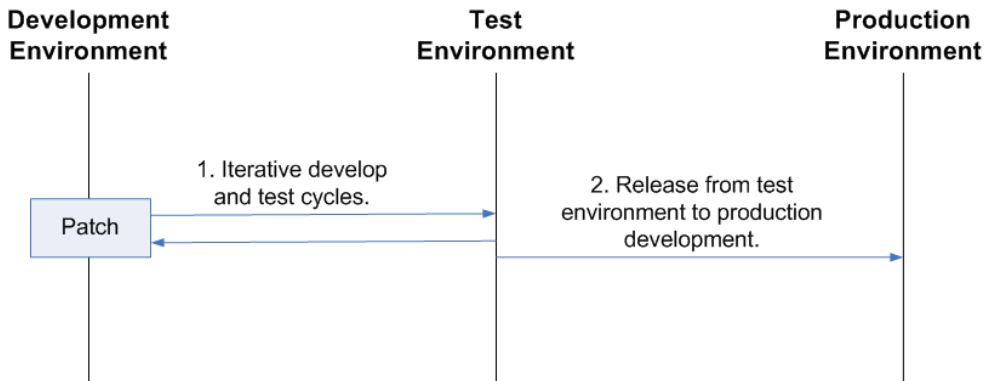 Development
Environment
Test
Environment
Production
Environment
1. Iterative develop
and test cycles.
2. Release from test
environment to production
development.
Patch